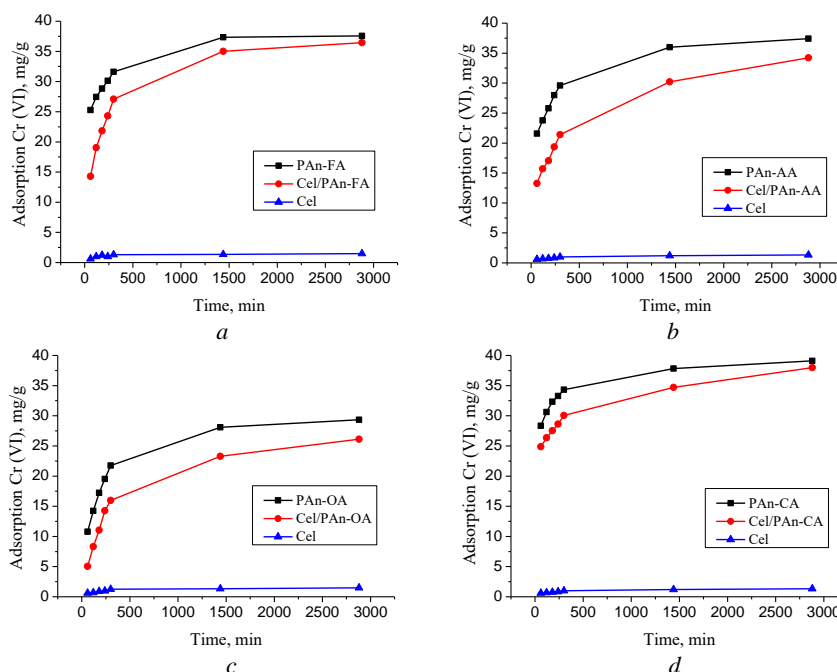 Adsorption Cr (VI), mg/g
40
35
30
25
20
15
10
5
0
PAn-FA
Cel/PAn-FA
Cel
0 500 1000 1500 2000 2500 3000
Time, min
a
Adsorption Cr (VI), mg/g
40
35
30
25
20
15
10
5
0
PAn-AA
Cel/PAn-AA
Cel
0 500 1000 1500 2000 2500 3000
Time, min
b
Adsorption Cr (VI), mg/g
40
35
30
25
20
15
10
5
0
PAn-OA
Cel/PAn-OA
Cel
0 500 1000 1500 2000 2500 3000
Time, min
c
Adsorption Cr (VI), mg/g
40
35
30
25
20
15
10
5
0
PAn-CA
Cel/PAn-CA
Cel
0 500 1000 1500 2000 2500 3000
Time, min
d